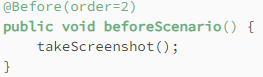 @Before(order=2)
public void beforeScenario() {
    takeScreenshot();
}